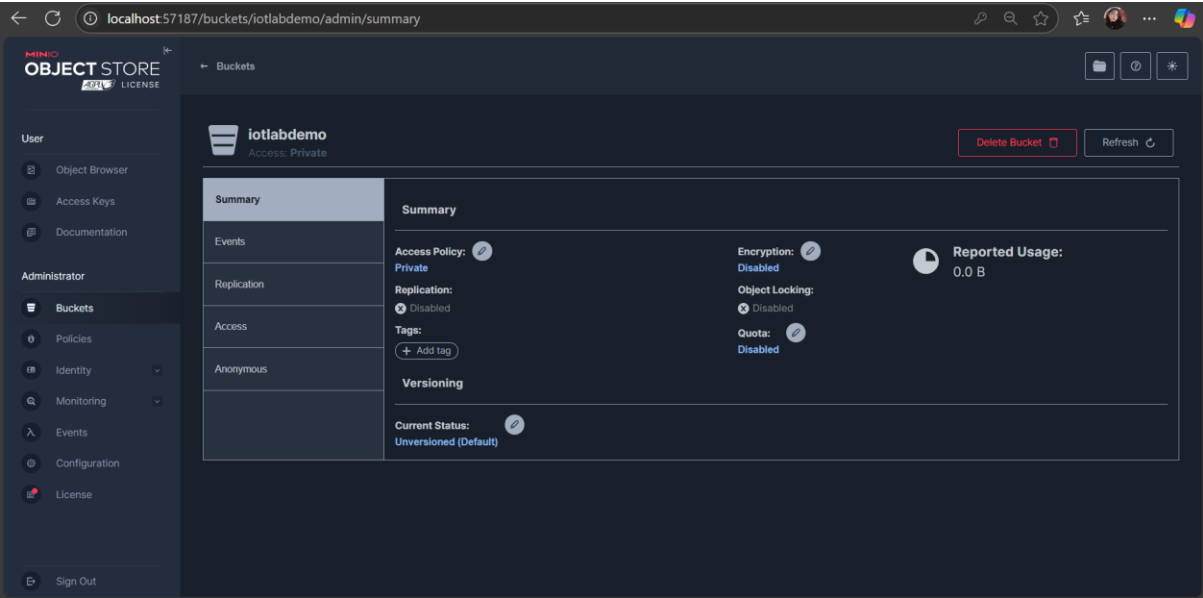 localhost:57187/buckets/iotlabdemo/admin/summary
MINIO
OBJECT STORE
LICENSE
← Buckets
User
Object Browser
Access Keys
Documentation
Administrator
Buckets
Policies
Identity
Monitoring
Events
Configuration
License
Sign Out
iotlabdemo
Access: Private
Delete Bucket
Refresh
Summary
Events
Replication
Access
Anonymous
Summary
Access Policy:
Private
Replication:
Disabled
Tags:
+ Add tag
Encryption:
Disabled
Object Locking:
Disabled
Quota:
Disabled
Reported Usage:
0.0 B
Versioning
Current Status:
Unversioned (Default)